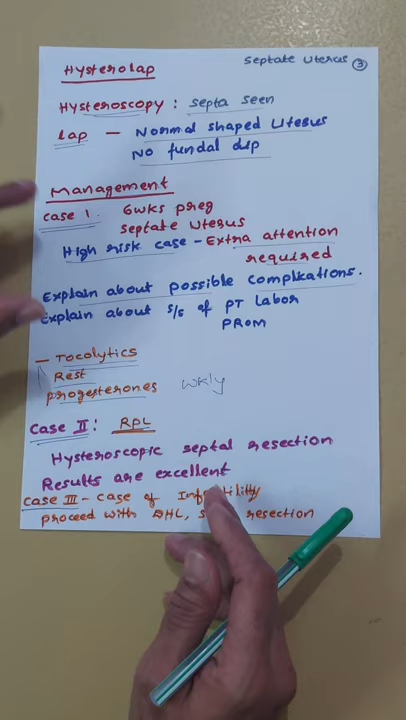 Septate Uterus ③
Hysterolap
Hysteroscopy : septa seen
Lap — Normal shaped Uterus
No fundal dip
Management
Case 1. 6wks preg
septate Uterus
High risk case - Extra attention
required
Explain about possible complications.
Explain about s/s of PT Labor
PROM
— Tocolytics
Rest
progesterones wkly
Case II : RPL
Hysteroscopic septal resection
Results are excellent
Case III - case of Infertility
proceed with DHL, resection